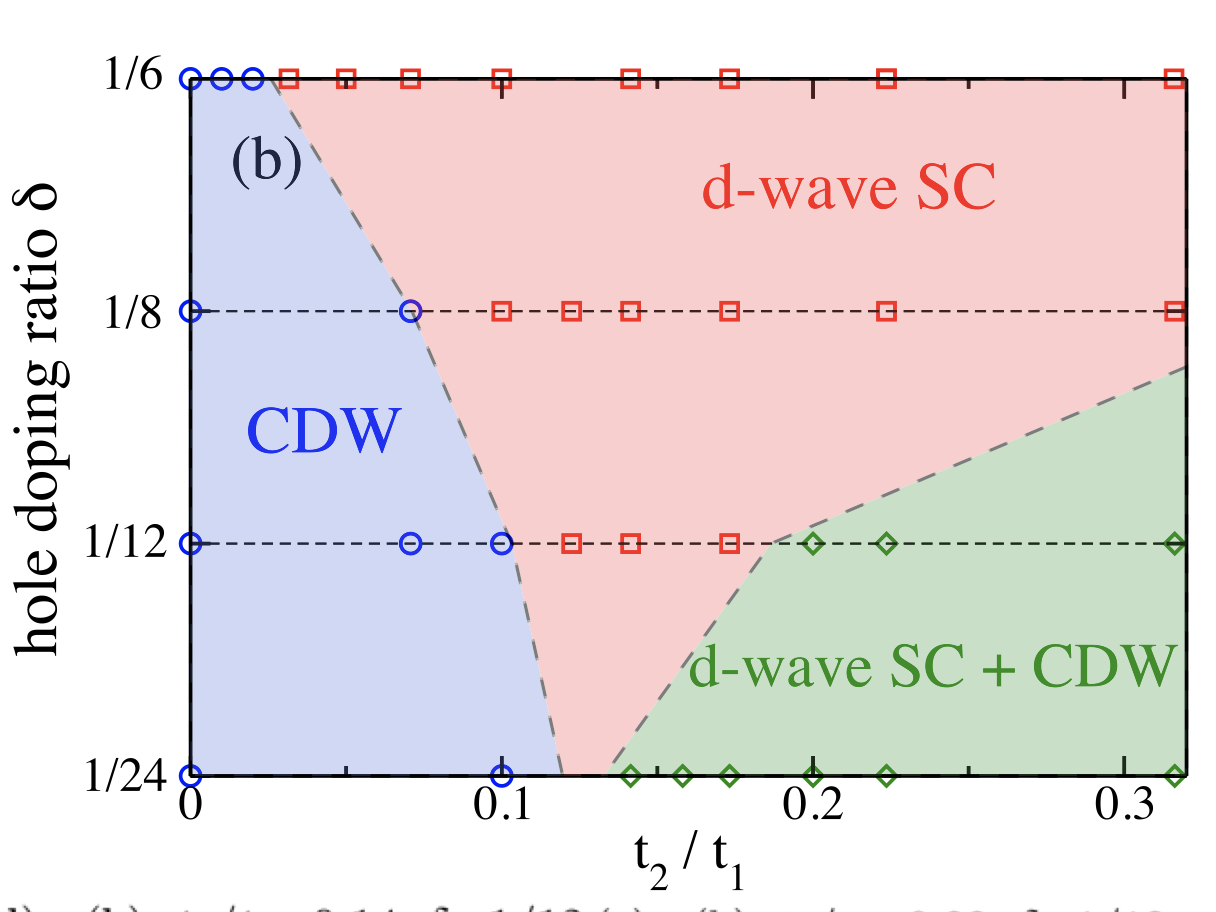 1/6
(b)
d-wave SC
1/8
CDW
1/12
d-wave SC + CDW
1/24
0 0.1 0.2 0.3
t2 / t1
hole doping ratio δ